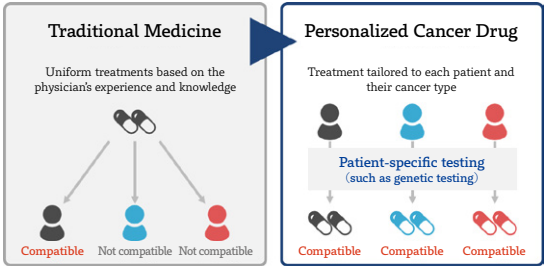 Traditional Medicine
Uniform treatments based on the
physician's experience and knowledge
Compatible
Not compatible
Not compatible
Personalized Cancer Drug
Treatment tailored to each patient and
their cancer type
Patient-specific testing
(such as genetic testing)
Compatible
Compatible
Compatible